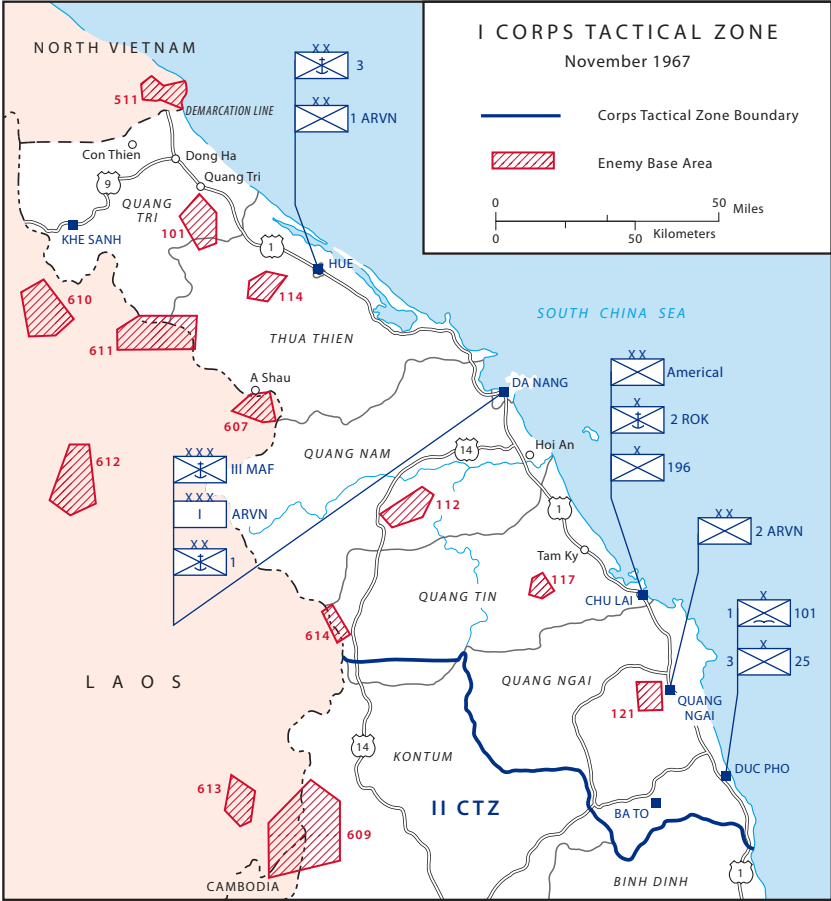 I CORPS TACTICAL ZONE
November 1967
Corps Tactical Zone Boundary
Enemy Base Area
0 50
Miles
0 50
Kilometers
NORTH VIETNAM
511
DEMARCATION LINE
X X
3
X X
1 ARVN
Con Thien
Dong Ha
9
Quang Tri
QUANG
TRI
101
KHE SANH
1
HUE
114
610
611
THUA THIEN
SOUTH CHINA SEA
A Shau
607
DA NANG
X X
Americal
X
2 ROK
X
196
QUANG NAM
14
Hoi An
612
X X X
III MAF
X X X
I
ARVN
X X
1
112
1
X X
2 ARVN
Tam Ky
117
QUANG TIN
CHU LAI
614
X
1
101
X
3
25
LAOS
QUANG NGAI
121
QUANG
NGAI
14
KONTUM
DUC PHO
613
II CTZ
BA TO
609
CAMBODIA
BINH DINH
1